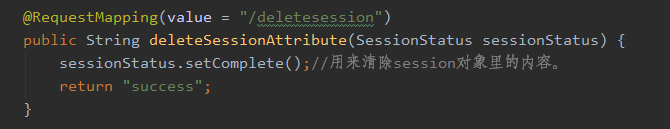 @RequestMapping(value = "/deletesession")
public String deleteSessionAttribute(SessionStatus sessionStatus) {
    sessionStatus.setComplete();//用来清除session对象里的内容。
    return "success";
}